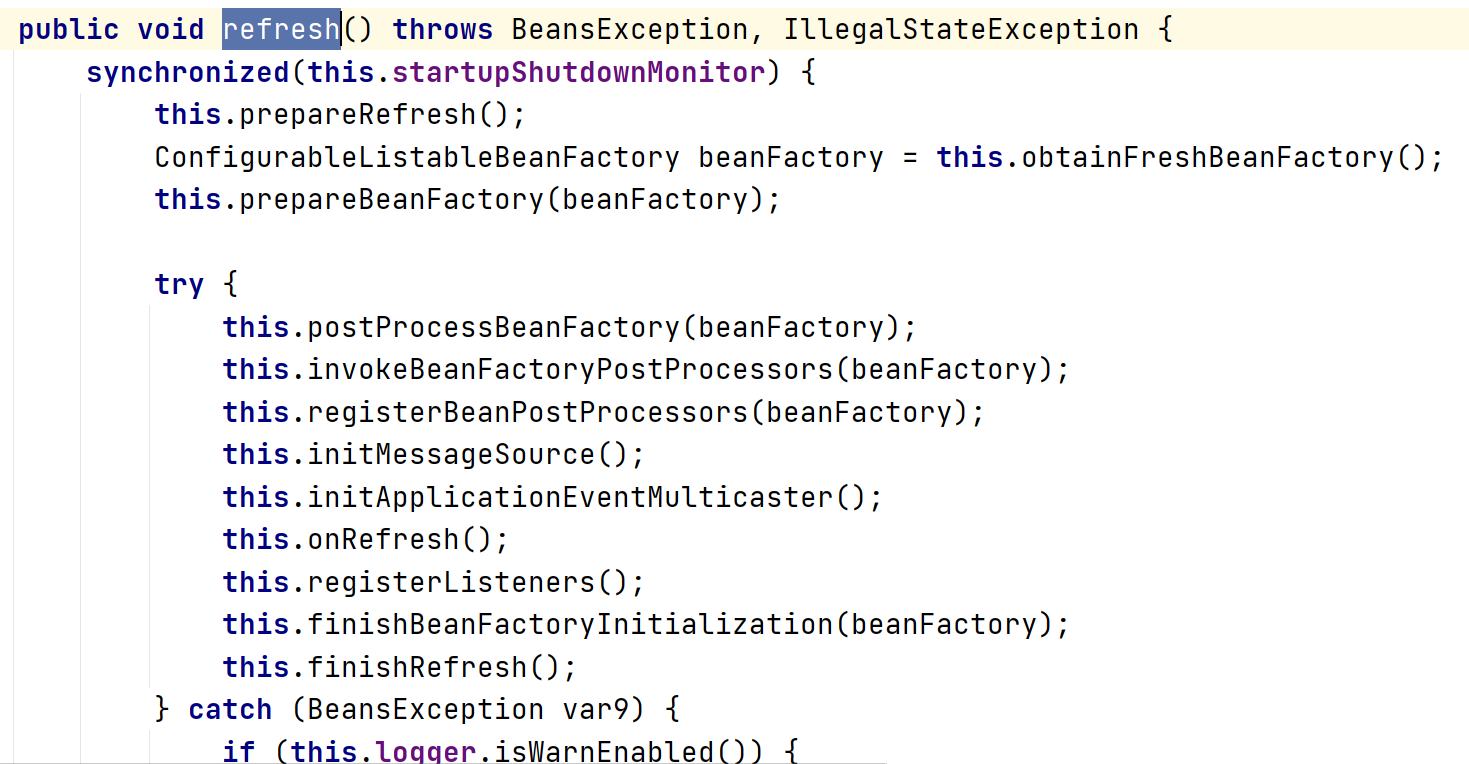 public void refresh() throws BeansException, IllegalStateException {
synchronized(this.startupShutdownMonitor) {
this.prepareRefresh();
ConfigurableListableBeanFactory beanFactory = this.obtainFreshBeanFactory();
this.prepareBeanFactory(beanFactory);
try {
this.postProcessBeanFactory(beanFactory);
this.invokeBeanFactoryPostProcessors(beanFactory);
this.registerBeanPostProcessors(beanFactory);
this.initMessageSource();
this.initApplicationEventMulticaster();
this.onRefresh();
this.registerListeners();
this.finishBeanFactoryInitialization(beanFactory);
this.finishRefresh();
} catch (BeansException var9) {
if (this.logger.isWarnEnabled()) {